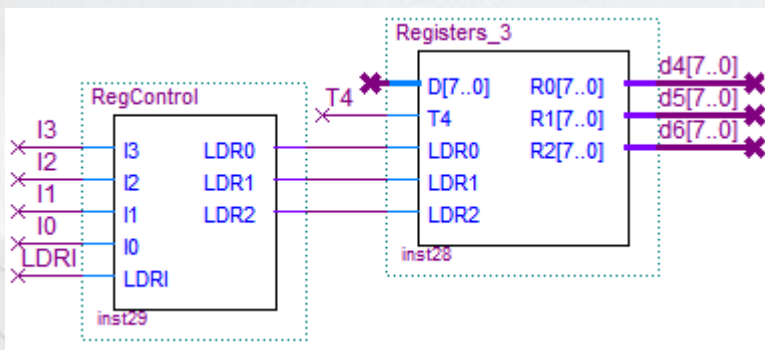 Registers_3
d4[7..0]
D[7..0] R0[7..0]
RegControl
T4
d5[7..0]
T4 R1[7..0]
d6[7..0]
I3
I3 LDR0
LDR0 R2[7..0]
I2
I2 LDR1
LDR1
I1
I1 LDR2
LDR2
I0
I0
inst28
LDRI
LDRI
inst29